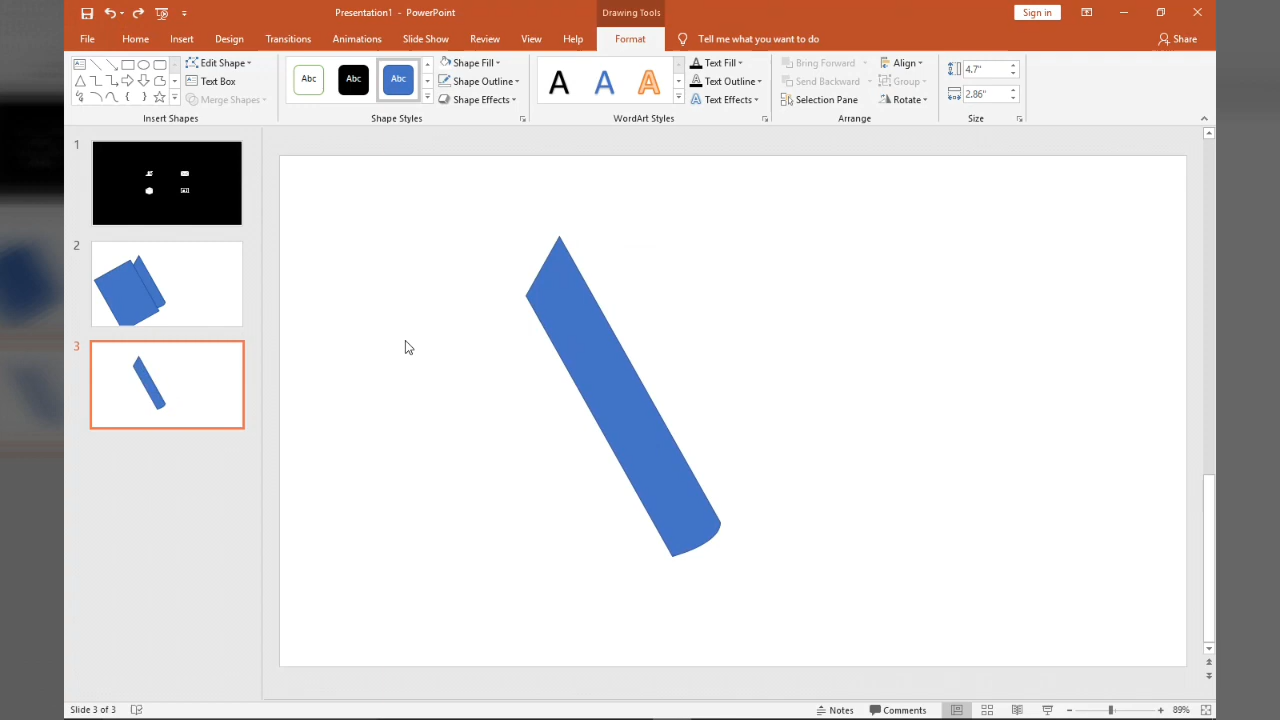 Presentation1 - PowerPoint
Drawing Tools
Sign in
File Home Insert Design Transitions Animations Slide Show Review View Help Format Tell me what you want to do Share
Edit Shape
Text Box
Merge Shapes
Insert Shapes
Abc Abc Abc
Shape Fill
Shape Outline
Shape Effects
Shape Styles
A A A
Text Fill
Text Outline
Text Effects
WordArt Styles
Bring Forward
Send Backward
Selection Pane
Align
Group
Rotate
Arrange
4.7"
2.86"
Size
1
2
3
Slide 3 of 3
Notes
Comments
89%